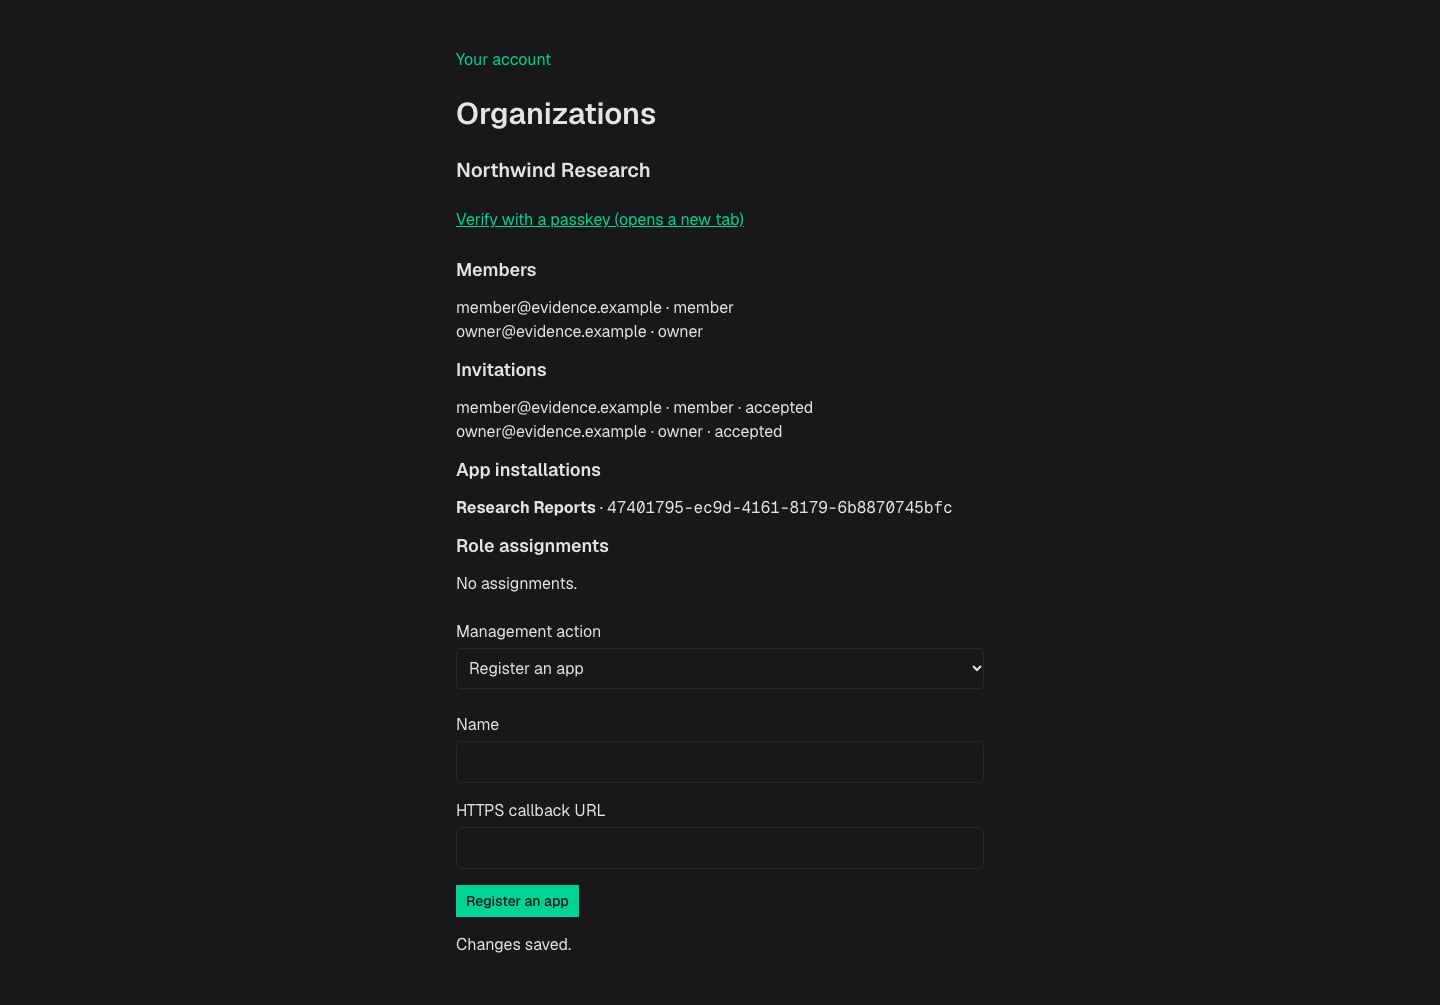 Your account
Organizations
Northwind Research
Verify with a passkey (opens a new tab)
Members
member@evidence.example · member
owner@evidence.example · owner
Invitations
member@evidence.example · member · accepted
owner@evidence.example · owner · accepted
App installations
Research Reports · 47401795-ec9d-4161-8179-6b8870745bfc
Role assignments
No assignments.
Management action
Register an app
Name
HTTPS callback URL
Register an app
Changes saved.